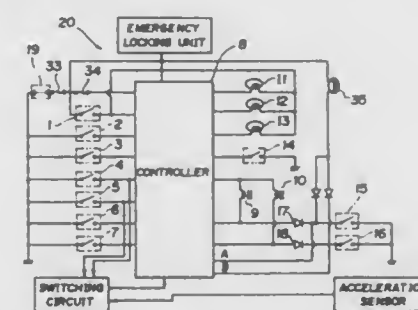 20
EMERGENCY
LOCKING UNIT
8
19
33
34
11
12
13
35
1
2
3
14
4
CONTROLLER
10
5
9
17
15
6
7
18
16
A
B
SWITCHING
CIRCUIT
ACCELERATION
SENSOR